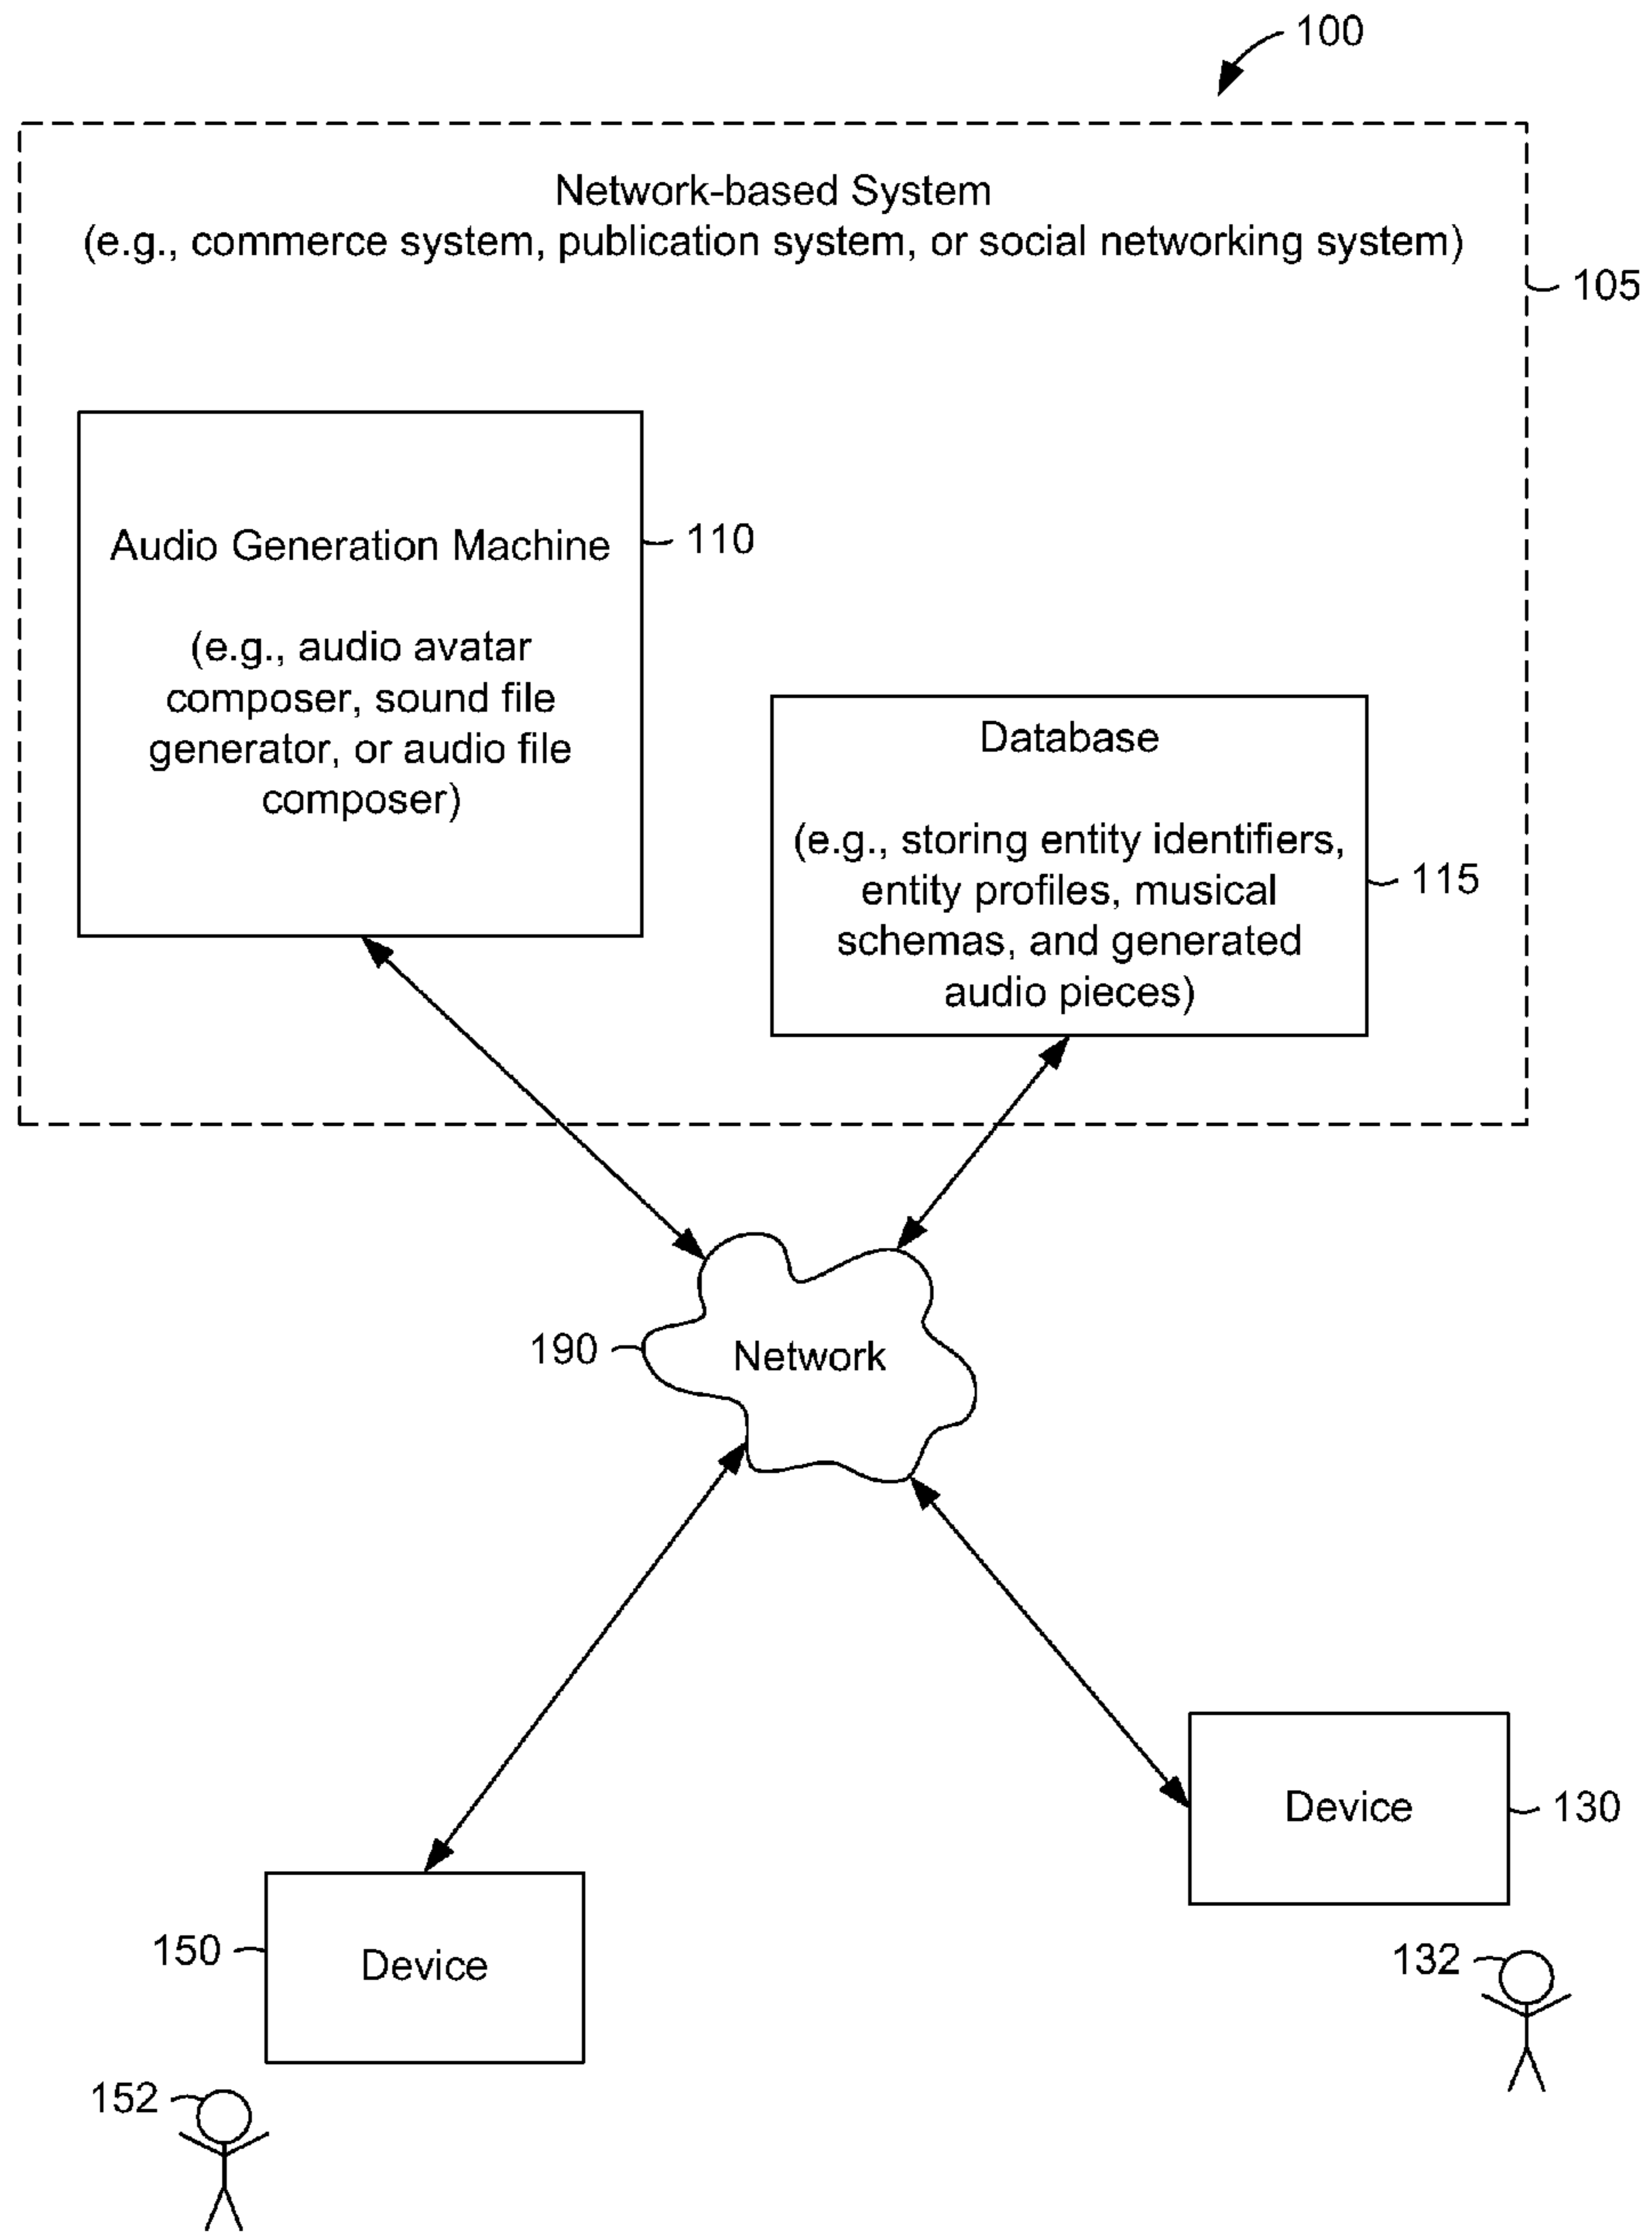 100
Network-based System
(e.g., commerce system, publication system, or social networking system)
105
Audio Generation Machine
110
(e.g., audio avatar
composer, sound file
generator, or audio file
composer)
Database
(e.g., storing entity identifiers,
entity profiles, musical
schemas, and generated
audio pieces)
115
190
Network
Device
130
150
Device
132
152